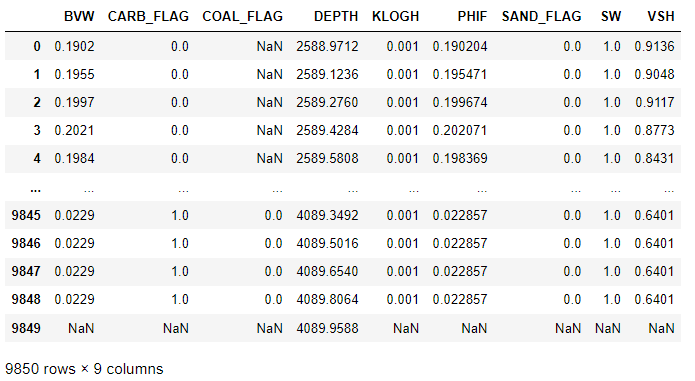 BVW CARB_FLAG COAL_FLAG DEPTH KLOGH PHIF SAND_FLAG SW VSH
0 0.1902 0.0 NaN 2588.9712 0.001 0.190204 0.0 1.0 0.9136
1 0.1955 0.0 NaN 2589.1236 0.001 0.195471 0.0 1.0 0.9048
2 0.1997 0.0 NaN 2589.2760 0.001 0.199674 0.0 1.0 0.9117
3 0.2021 0.0 NaN 2589.4284 0.001 0.202071 0.0 1.0 0.8773
4 0.1984 0.0 NaN 2589.5808 0.001 0.198369 0.0 1.0 0.8431
... ... ... ... ... ... ... ... ... ...
9845 0.0229 1.0 0.0 4089.3492 0.001 0.022857 0.0 1.0 0.6401
9846 0.0229 1.0 0.0 4089.5016 0.001 0.022857 0.0 1.0 0.6401
9847 0.0229 1.0 0.0 4089.6540 0.001 0.022857 0.0 1.0 0.6401
9848 0.0229 1.0 0.0 4089.8064 0.001 0.022857 0.0 1.0 0.6401
9849 NaN NaN NaN 4089.9588 NaN NaN NaN NaN NaN
9850 rows × 9 columns